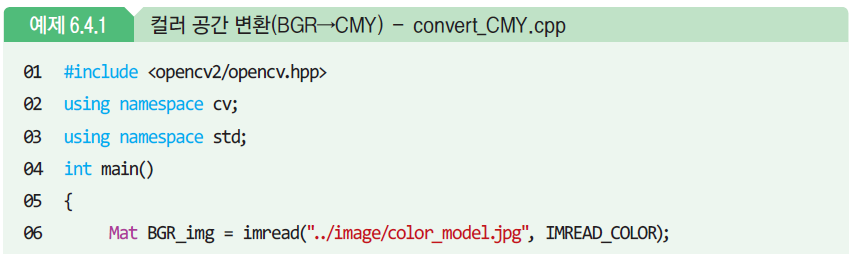 예제 6.4.1 컬러 공간 변환(BGR→CMY) - convert_CMY.cpp
01 #include <opencv2/opencv.hpp>
02 using namespace cv;
03 using namespace std;
04 int main()
05 {
06 Mat BGR_img = imread("../image/color_model.jpg", IMREAD_COLOR);